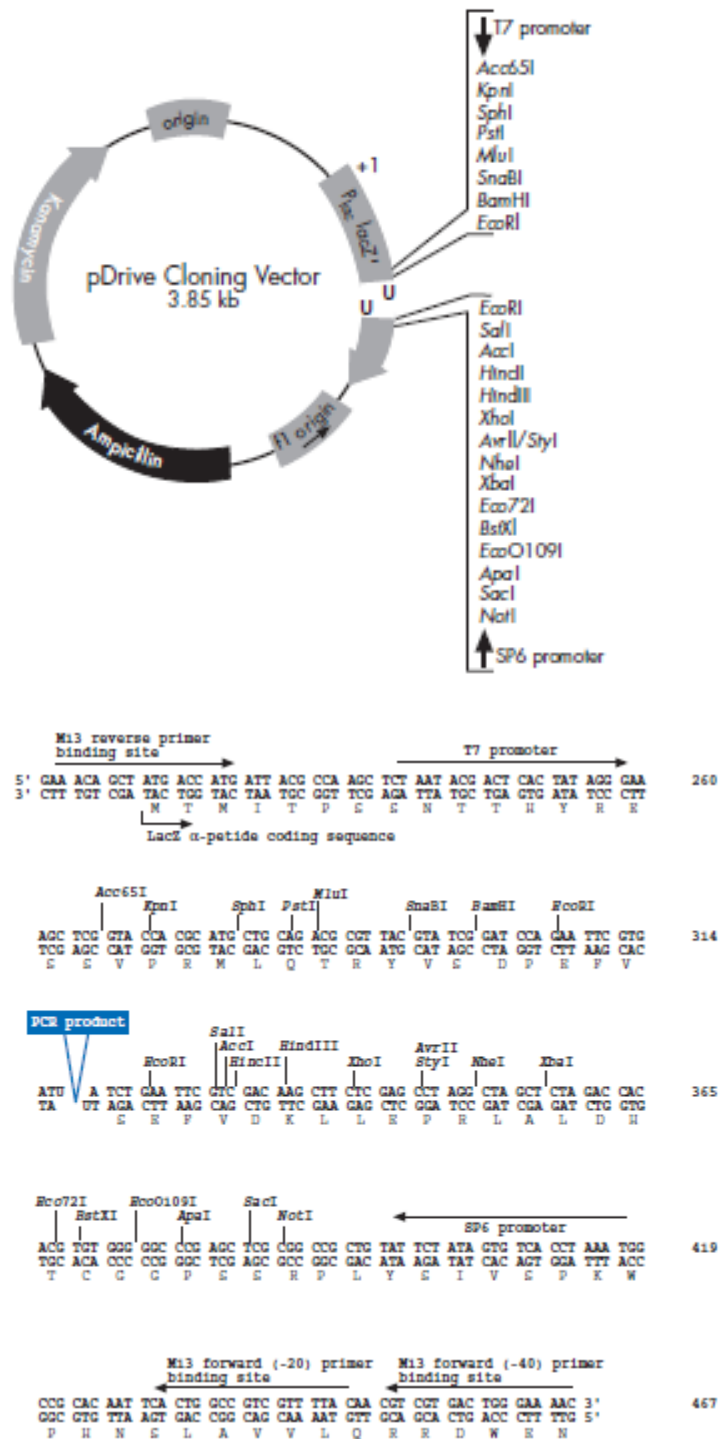 T7 promoter
Acc65I
KpnI
SphI
PstI
MluI
SnaBI
BamHI
EcoRI
origin
+1
Plac lacZ'
Kanamycin
pDrive Cloning Vector
3.85 kb
U
U
EcoRI
SalI
AccI
HindII
HindIII
XhoI
AvrII/StyI
NheI
XbaI
Eco72I
BstXI
EcoO109I
ApaI
SacI
NotI
f1 origin
Ampicillin
SP6 promoter
M13 reverse primer
binding site
T7 promoter
5' GAA ACA GCT ATG ACC ATG ATT ACG CCA AGC TCT AAT ACG ACT CAC TAT AGG GAA 260
3' CTT TGT CGA TAC TGG TAC TAA TGC GGT TCG AGA TTA TGC TGA GTG ATA TCC CTT
M T M I T P S S N T T H Y R E
LacZ α-petide coding sequence
Acc65I
KpnI SphI PstI MluI SnaBI BamHI EcoRI
AGC TCG GTA CCA CGC ATG CTG CAG ACG CGT TAC GTA TCG GAT CCA GAA TTC GTG 314
TCG AGC CAT GGT GCG TAC GAC GTC TGC GCA ATG CAT AGC CTA GGT CTT AAG CAC
S S V P R M L Q T R Y V S D P E F V
PCR product
SalI
AccI
EcoRI HincII HindIII XhoI AvrII StyI NheI XbaI
ATU A TCT GAA TTC GTC GAC AAG CTT CTC GAG CCT AGG CTA GCT CTA GAC CAC 365
TA UT AGA CTT AAG CAG CTG TTC GAA GAG CTC GGA TCC GAT CGA GAT CTG GTG
S E F V D K L L E P R L A L D H
Eco72I EcoO109I SacI
BstXI ApaI NotI SP6 promoter
ACG TGT GGG GGC CCG AGC TCG CGG CCG CTG TAT TCT ATA GTG TCA CCT AAA TGG 419
TGC ACA CCC CCG GGC TCG AGC GCC GGC GAC ATA AGA TAT CAC AGT GGA TTT ACC
T C G G P S S R P L Y S I V S P K W
M13 forward (-20) primer
binding site
M13 forward (-40) primer
binding site
CCG CAC AAT TCA CTG GCC GTC GTT TTA CAA CGT CGT GAC TGG GAA AAC 3' 467
GGC GTG TTA AGT GAC CGG CAG CAA AAT GTT GCA GCA CTG ACC CTT TTG 5'
P H N S L A V V L Q R R D W E N